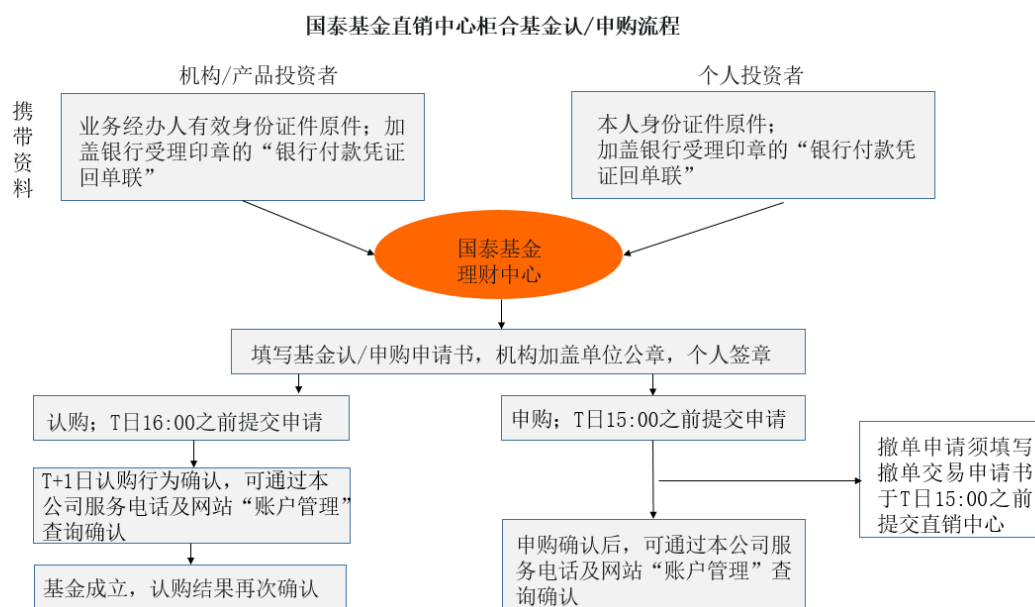 国泰基金直销中心柜台基金认/申购流程
机构/产品投资者
个人投资者
携
带
资
料
业务经办人有效身份证件原件；加
盖银行受理印章的“银行付款凭证
回单联”
本人身份证件原件；
加盖银行受理印章的“银行付款凭
证回单联”
国泰基金
理财中心
填写基金认/申购申请书，机构加盖单位公章，个人签章
认购；T日16:00之前提交申请
申购；T日15:00之前提交申请
T+1日认购行为确认，可通过本
公司服务电话及网站“账户管理”
查询确认
撤单申请须填写
撤单交易申请书
于T日15:00之前
提交直销中心
基金成立，认购结果再次确认
申购确认后，可通过本公司服
务电话及网站“账户管理”查
询确认